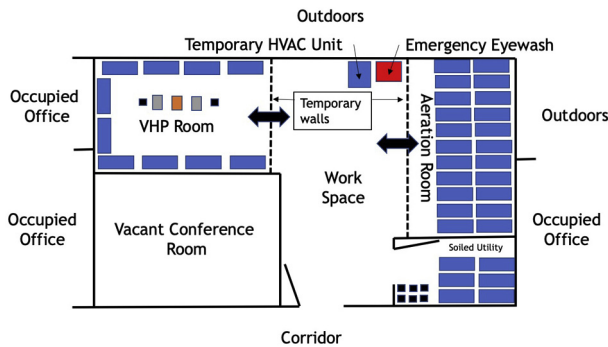 Outdoors
Temporary HVAC Unit
Emergency Eyewash
Occupied
Office
VHP Room
Temporary
walls
Aeration Room
Outdoors
Work
Space
Occupied
Office
Vacant Conference
Room
Soiled Utility
Occupied
Office
Corridor